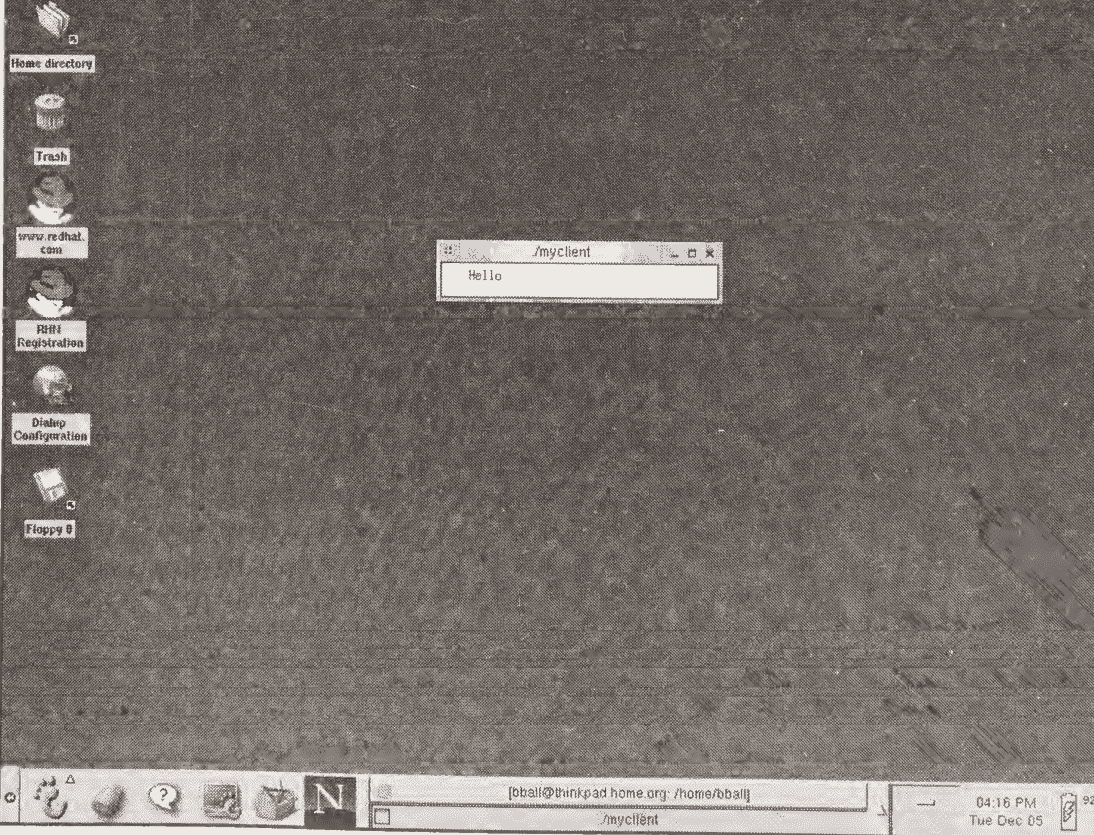 Home directory
Trash
www.redhat.
com
RHN
Registration
Dialup
Configuration
Floppy 0
./myclient
Hello
N
[bball@thinkpad home.org: /home/bball]
./myclient
04:16 PM
Tue Dec 05
92